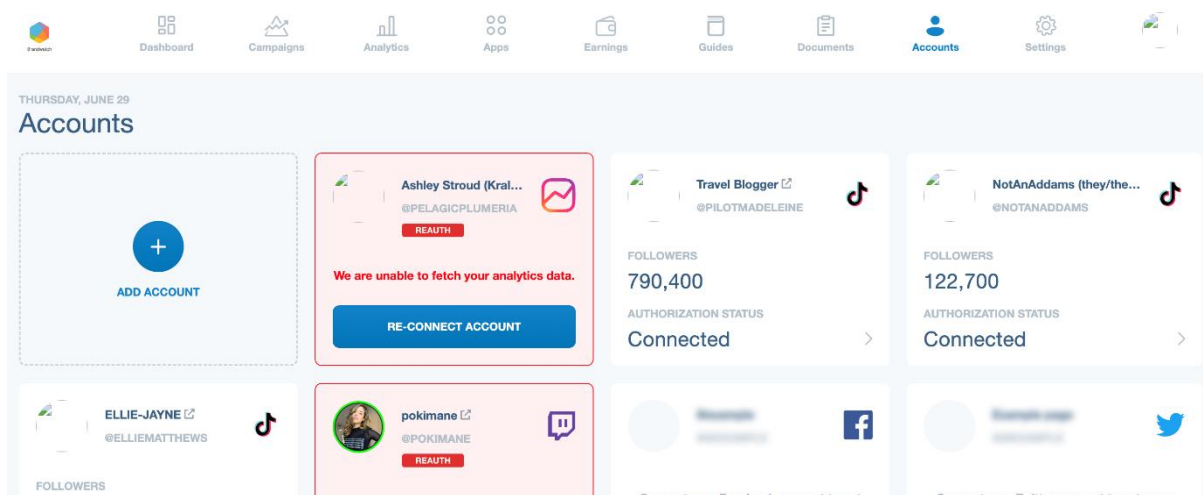 Dashboard
Campaigns
Analytics
Apps
Earnings
Guides
Documents
Accounts
Settings
THURSDAY, JUNE 29
Accounts
ADD ACCOUNT
Ashley Stroud (Kral...
@PELAGICPLUMERIA
REAUTH
We are unable to fetch your analytics data.
RE-CONNECT ACCOUNT
Travel Blogger
@PILOTMADELEINE
FOLLOWERS
790,400
AUTHORIZATION STATUS
Connected
NotAnAddams (they/the...
@NOTANADDAMS
FOLLOWERS
122,700
AUTHORIZATION STATUS
Connected
ELLIE-JAYNE
@ELLIEMATTHEWS
FOLLOWERS
pokimane
@POKIMANE
REAUTH